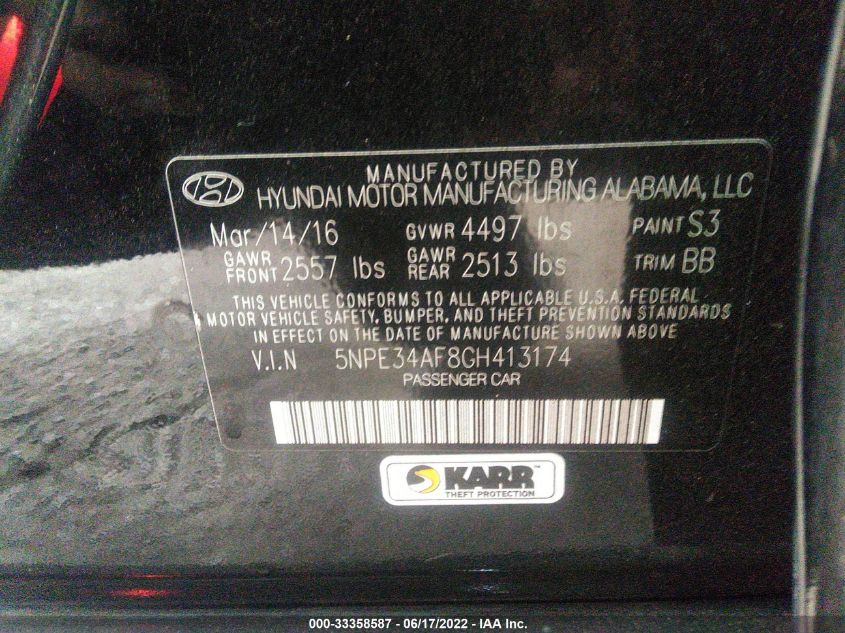 MANUFACTURED BY
HYUNDAI MOTOR MANUFACTURING ALABAMA, LLC
Mar/14/16 GVWR 4497 lbs PAINT S3
GAWR FRONT 2557 lbs GAWR REAR 2513 lbs TRIM BB
THIS VEHICLE CONFORMS TO ALL APPLICABLE U.S.A. FEDERAL
MOTOR VEHICLE SAFETY, BUMPER, AND THEFT PREVENTION STANDARDS
IN EFFECT ON THE DATE OF MANUFACTURE SHOWN ABOVE
V.I.N 5NPE34AF8GH413174
PASSENGER CAR
KARR™
THEFT PROTECTION
000-33358587 - 06/17/2022 - IAA Inc.